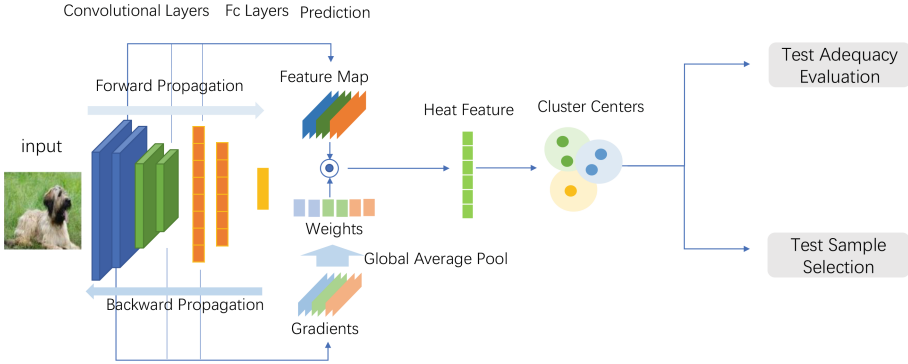 Convolutional Layers
Fc Layers
Prediction
Forward Propagation
Feature Map
Test Adequacy
Evaluation
Heat Feature
Cluster Centers
input
Weights
Global Average Pool
Test Sample
Selection
Backward Propagation
Gradients